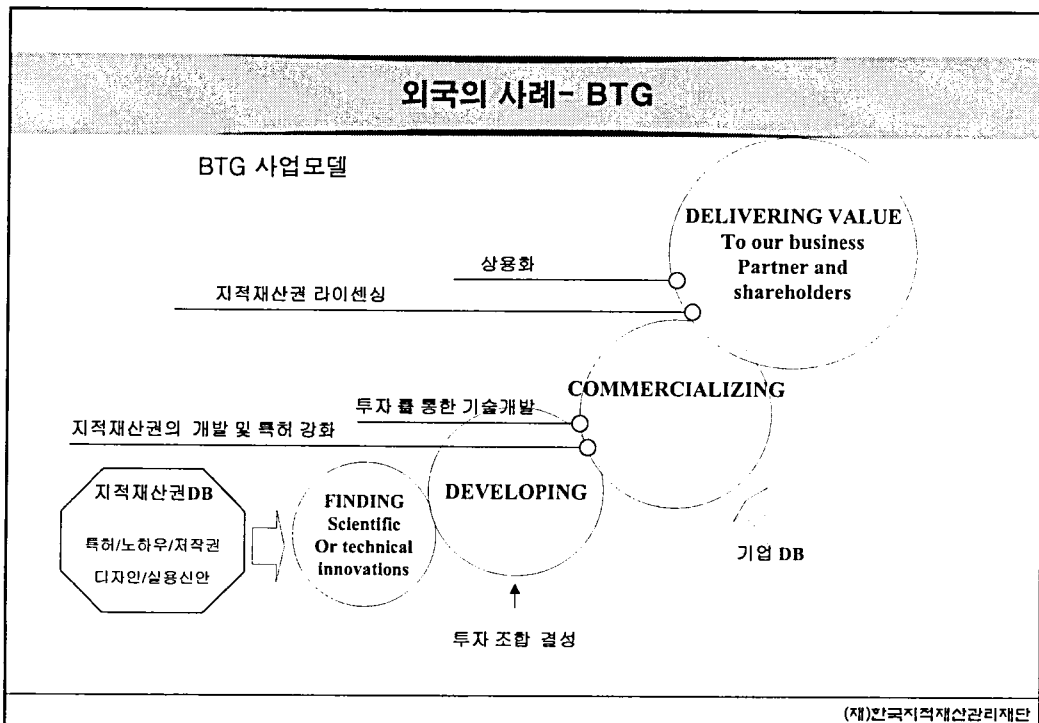 외국의 사례- BTG
BTG 사업모델
DELIVERING VALUE
To our business
Partner and
shareholders
상용화
지적재산권 라이센싱
COMMERCIALIZING
투자 를 통한 기술개발
지적재산권의 개발 및 특허 강화
지적재산권DB
특허/노하우/저작권
디자인/실용신안
FINDING
Scientific
Or technical
innovations
DEVELOPING
기업 DB
투자 조합 결성
(재)한국지적재산관리재단